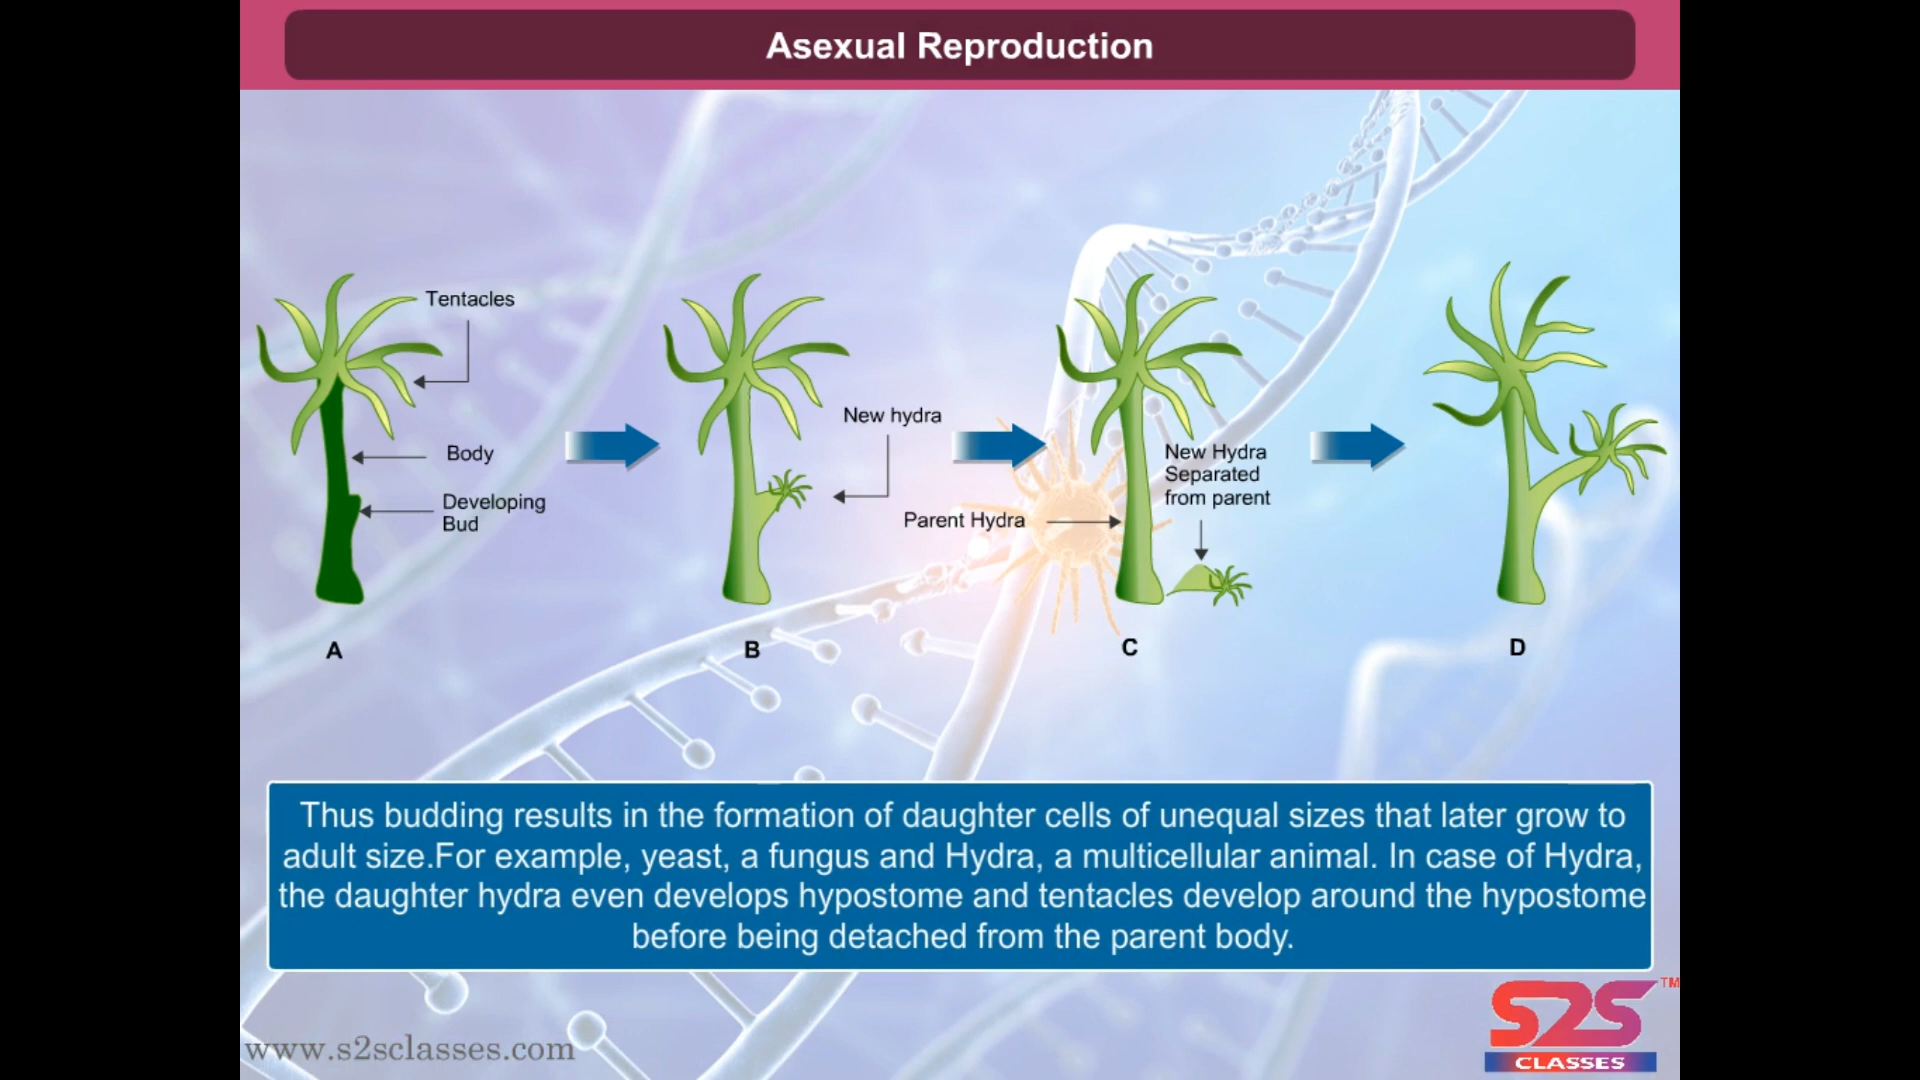 Asexual Reproduction
Tentacles
Body
Developing
Bud
A
New hydra
B
Parent Hydra
New Hydra
Separated
from parent
C
D
Thus budding results in the formation of daughter cells of unequal sizes that later grow to
adult size.For example, yeast, a fungus and Hydra, a multicellular animal. In case of Hydra,
the daughter hydra even develops hypostome and tentacles develop around the hypostome
before being detached from the parent body.
www.s2sclasses.com
S2S TM
CLASSES